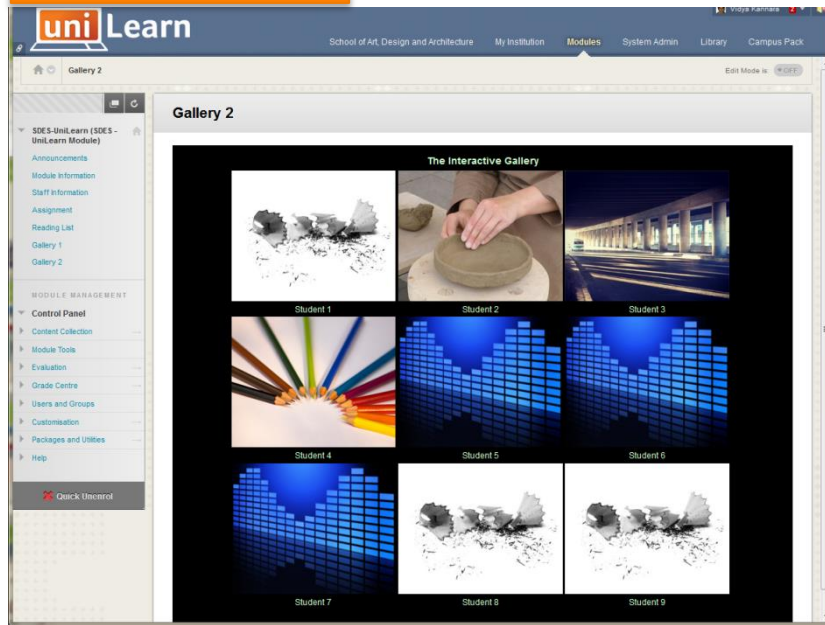 uniLearn
Vidya Kannara 2
School of Art, Design and Architecture My Institution Modules System Admin Library Campus Pack
Gallery 2
Edit Mode is: OFF
SDES-UniLearn (SDES -
UniLearn Module)
Announcements
Module Information
Staff Information
Assignment
Reading List
Gallery 1
Gallery 2
MODULE MANAGEMENT
Control Panel
Content Collection
Module Tools
Evaluation
Grade Centre
Users and Groups
Customisation
Packages and Utilities
Help
Quick Unenrol
Gallery 2
The Interactive Gallery
Student 1 Student 2 Student 3
Student 4 Student 5 Student 6
Student 7 Student 8 Student 9